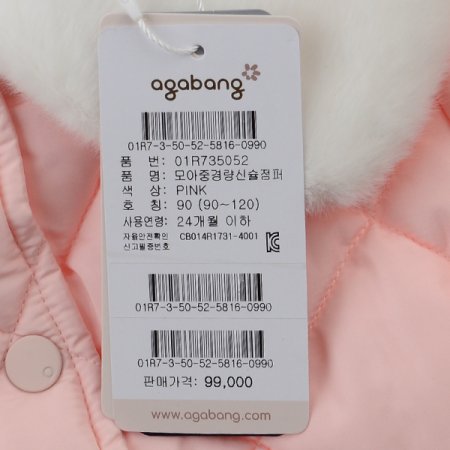 agabang
01R7-3-50-52-5816-0990
품 번: 01R735052
품 명: 모아중경량신슐점퍼
색 상: PINK
호 칭: 90 (90~120)
사용연령: 24개월 이하
자율안전확인 신고필증번호 CB014R1731-4001
01R7-3-50-52-5816-0990
01R7-3-50-52-5816-0990
판매가격: 99,000
www.agabang.com